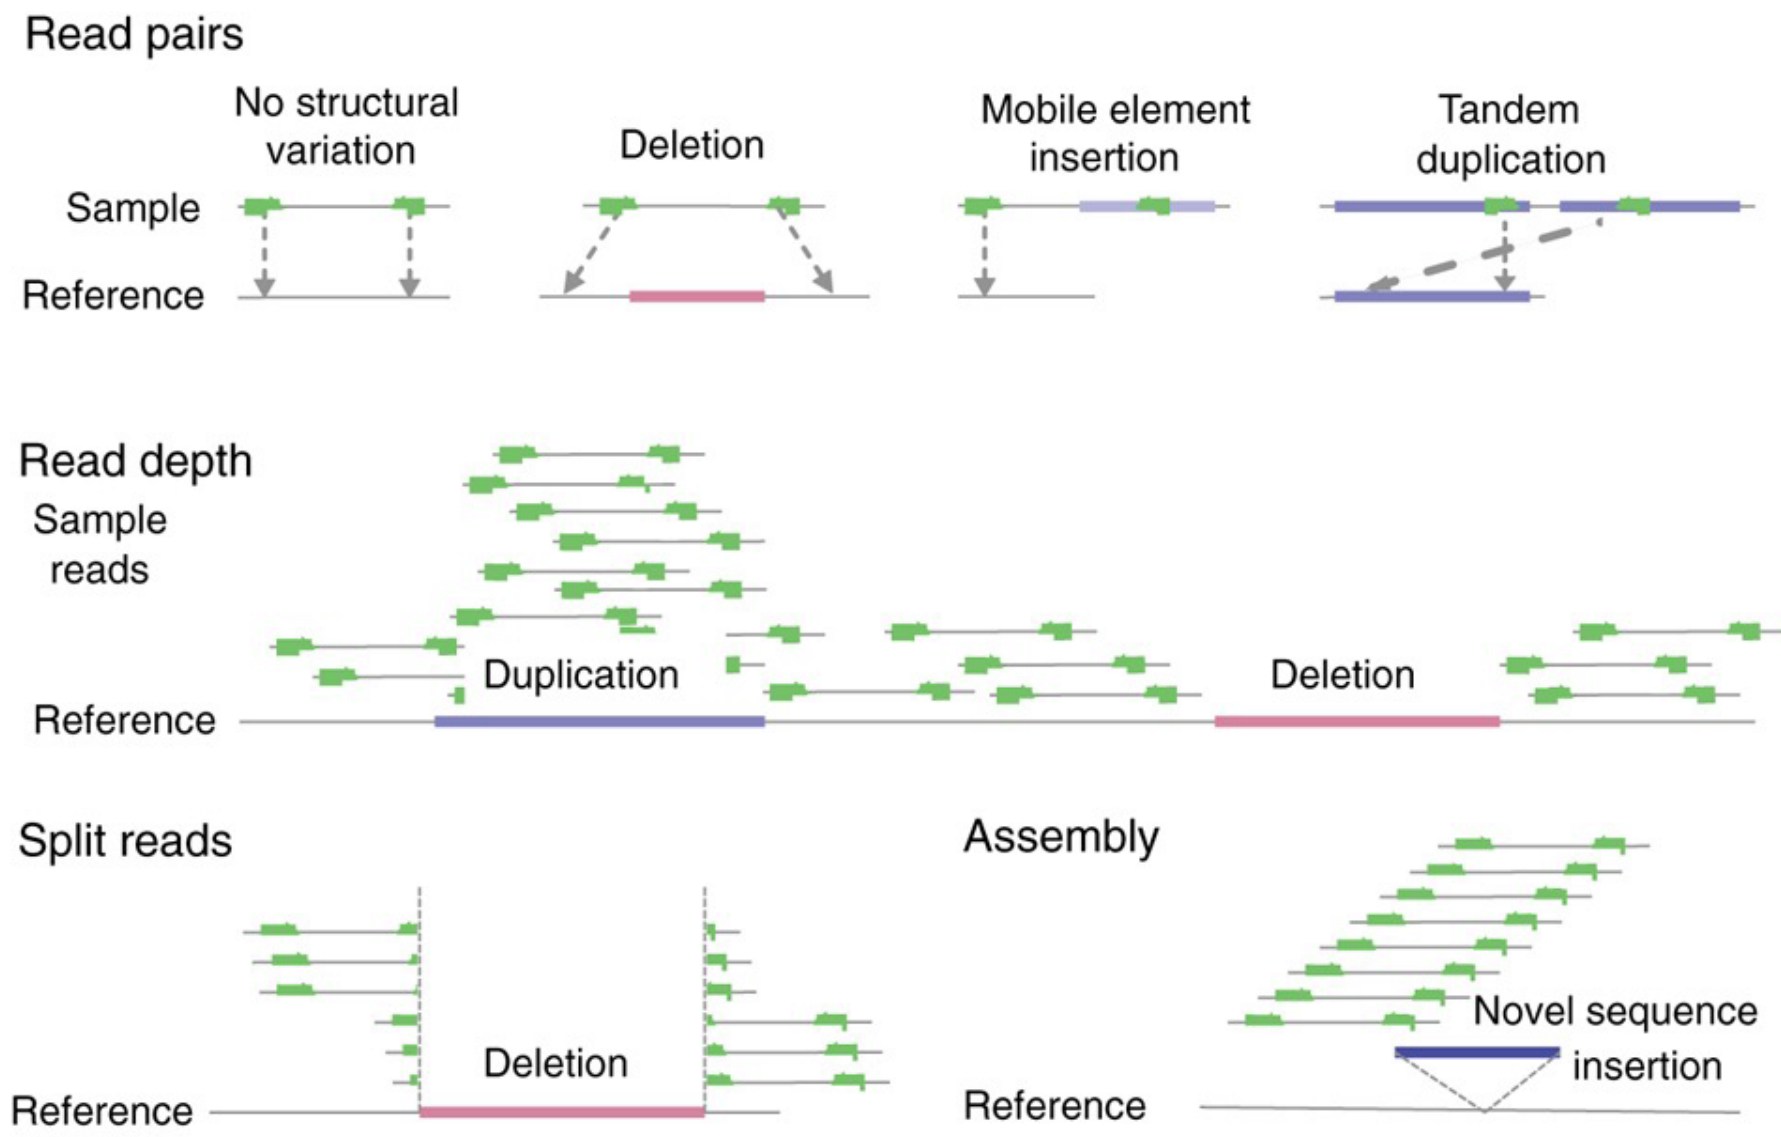 Read pairs
No structural
variation
Deletion
Mobile element
insertion
Tandem
duplication
Sample
Reference
Read depth
Sample
reads
Duplication
Deletion
Reference
Split reads
Deletion
Reference
Assembly
Novel sequence
insertion
Reference